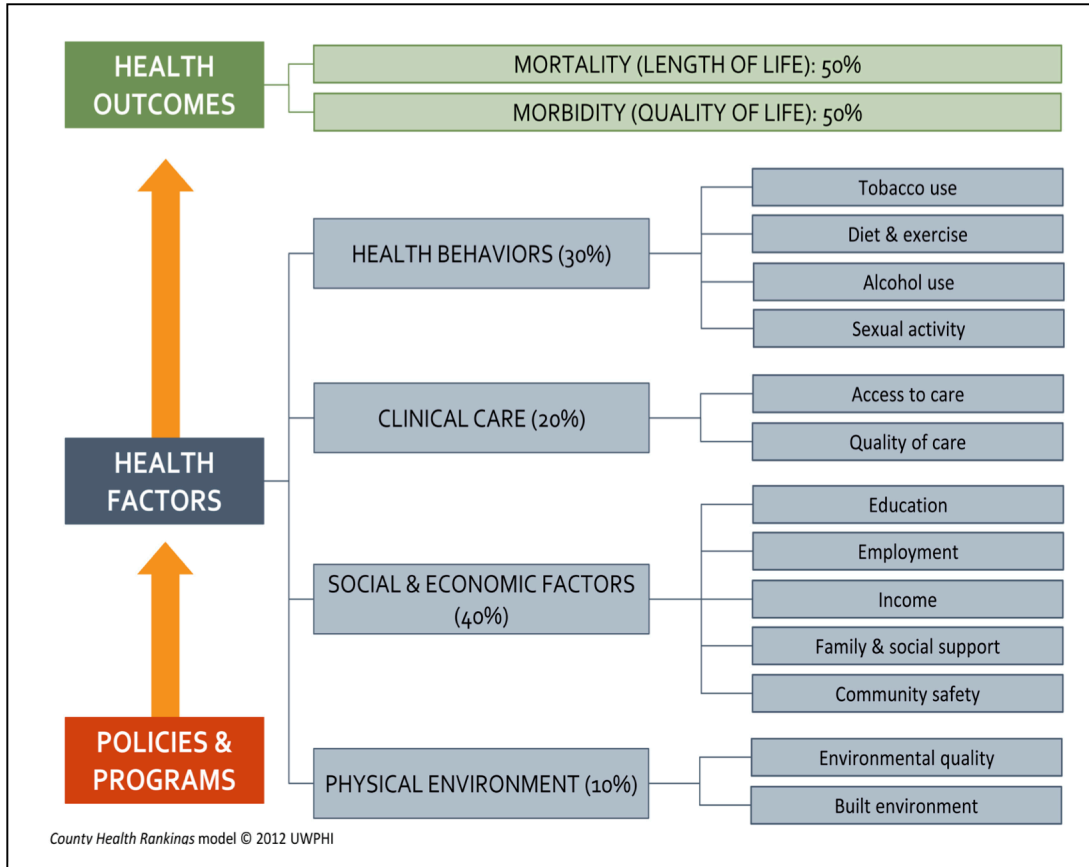 HEALTH
OUTCOMES
MORTALITY (LENGTH OF LIFE): 50%
MORBIDITY (QUALITY OF LIFE): 50%
HEALTH
FACTORS
HEALTH BEHAVIORS (30%)
Tobacco use
Diet & exercise
Alcohol use
Sexual activity
CLINICAL CARE (20%)
Access to care
Quality of care
SOCIAL & ECONOMIC FACTORS
(40%)
Education
Employment
Income
Family & social support
Community safety
PHYSICAL ENVIRONMENT (10%)
Environmental quality
Built environment
POLICIES &
PROGRAMS
County Health Rankings model © 2012 UWPHI